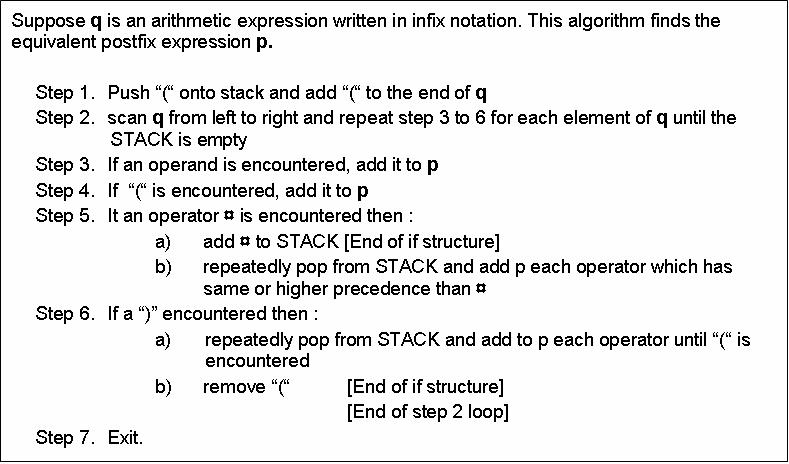 Suppose q is an arithmetic expression written in infix notation. This algorithm finds the
equivalent postfix expression p.
Step 1. Push “(“ onto stack and add “(“ to the end of q
Step 2. scan q from left to right and repeat step 3 to 6 for each element of q until the
STACK is empty
Step 3. If an operand is encountered, add it to p
Step 4. If “(“ is encountered, add it to p
Step 5. It an operator ¤ is encountered then :
a) add ¤ to STACK [End of if structure]
b) repeatedly pop from STACK and add p each operator which has
same or higher precedence than ¤
Step 6. If a “)” encountered then :
a) repeatedly pop from STACK and add to p each operator until “(“ is
encountered
b) remove “(“ [End of if structure]
[End of step 2 loop]
Step 7. Exit.